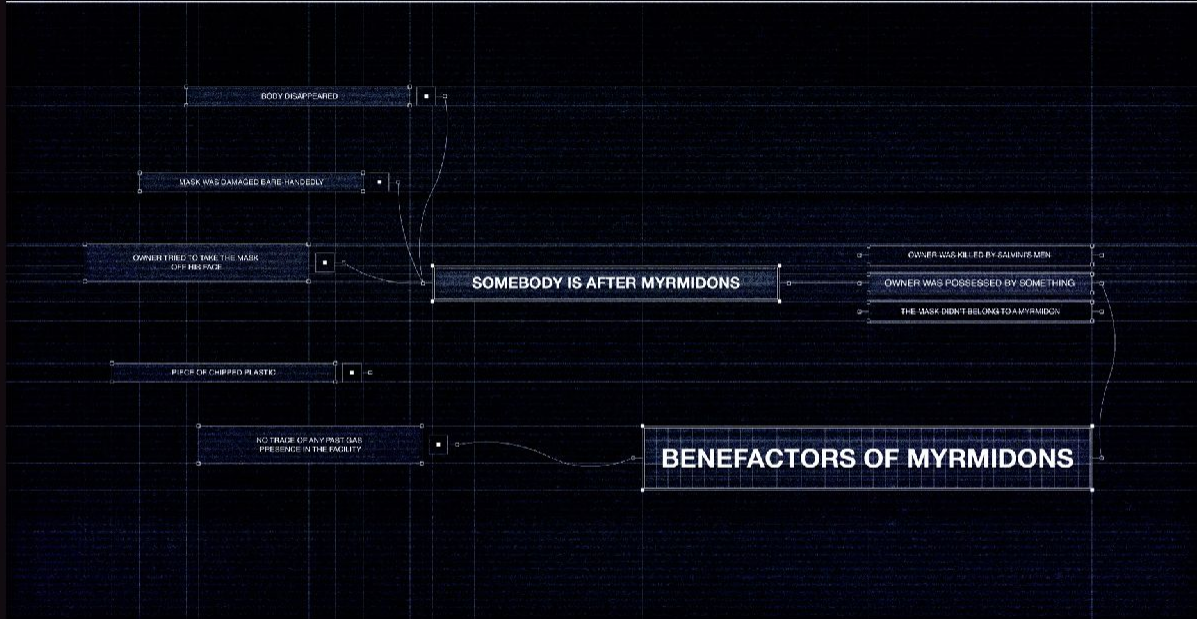 BODY DISAPPEARED
MASK WAS DAMAGED BARE-HANDEDLY
OWNER TRIED TO TAKE THE MASK
OFF HIS FACE
SOMEBODY IS AFTER MYRMIDONS
OWNER WAS KILLED BY SALVINI'S MEN
OWNER WAS POSSESSED BY SOMETHING
THE MASK DIDN'T BELONG TO A MYRMIDON
PIECE OF CHIPPED PLASTIC
NO TRACE OF ANY PAST GAS
PRESENCE IN THE FACILITY
BENEFACTORS OF MYRMIDONS